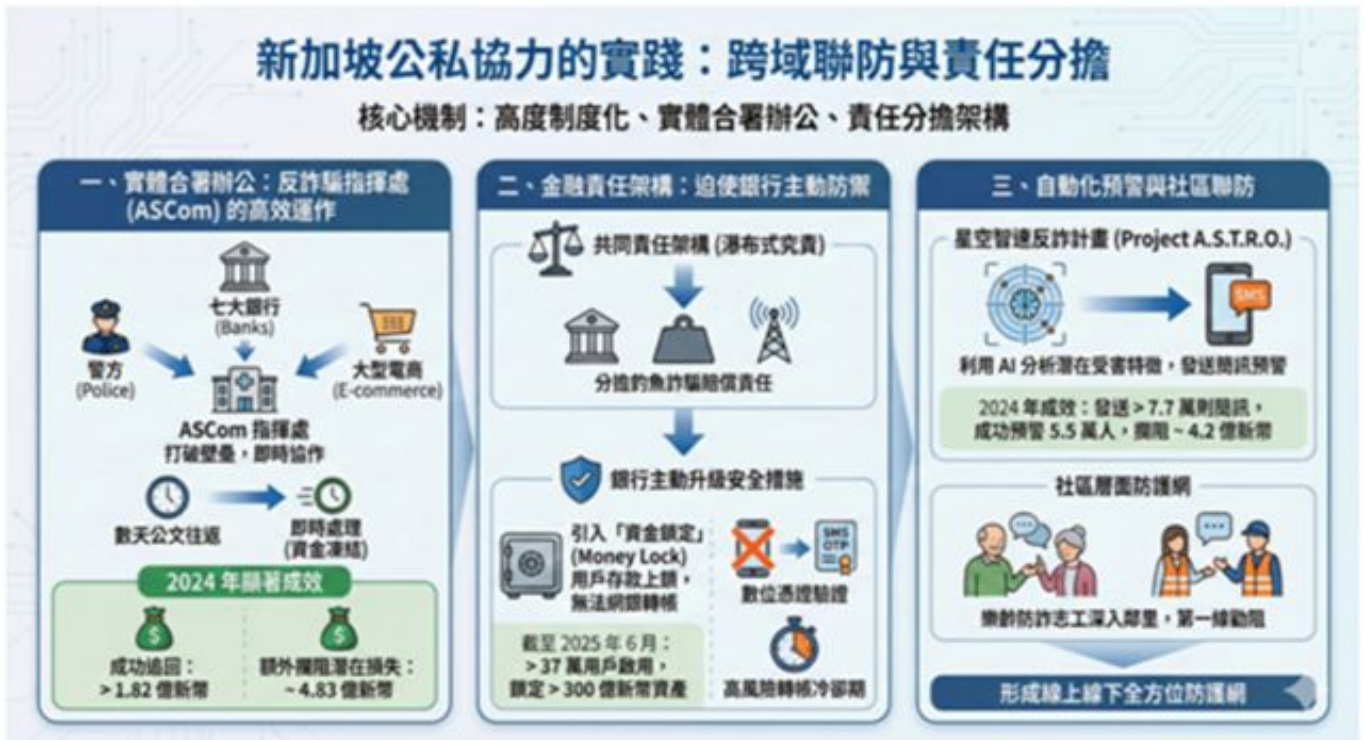 新加坡公私協力的實踐：跨域聯防與責任分擔
核心機制：高度制度化、實體合署辦公、責任分擔架構
一、實體合署辦公：反詐騙指揮處
(ASCom) 的高效運作
七大銀行
(Banks)
警方
(Police)
大型電商
(E-commerce)
ASCom 指揮處
打破壁壘，即時協作
數天公文往返
即時處理
(資金凍結)
2024 年顯著成效
成功追回：
> 1.82 億新幣
額外攔阻潛在損失：
~ 4.83 億新幣
二、金融責任架構：迫使銀行主動防禦
共同責任架構 (瀑布式究責)
分擔釣魚詐騙賠償責任
銀行主動升級安全措施
引入「資金鎖定」
(Money Lock)
用戶存款上鎖，
無法網銀轉帳
截至 2025 年 6 月：
> 37 萬用戶啟用，
鎖定 > 300 億新幣資產
SMS
OTP
數位憑證驗證
高風險轉帳冷卻期
三、自動化預警與社區聯防
星空智速反詐計畫 (Project A.S.T.R.O.)
SMS
利用 AI 分析潛在受害特徵，發送簡訊預警
2024 年成效：發送 > 7.7 萬則簡訊，
成功預警 5.5 萬人，攔阻 ~ 4.2 億新幣
社區層面防護網
樂齡防詐志工深入鄰里，第一線勸阻
形成線上線下全方位防護網